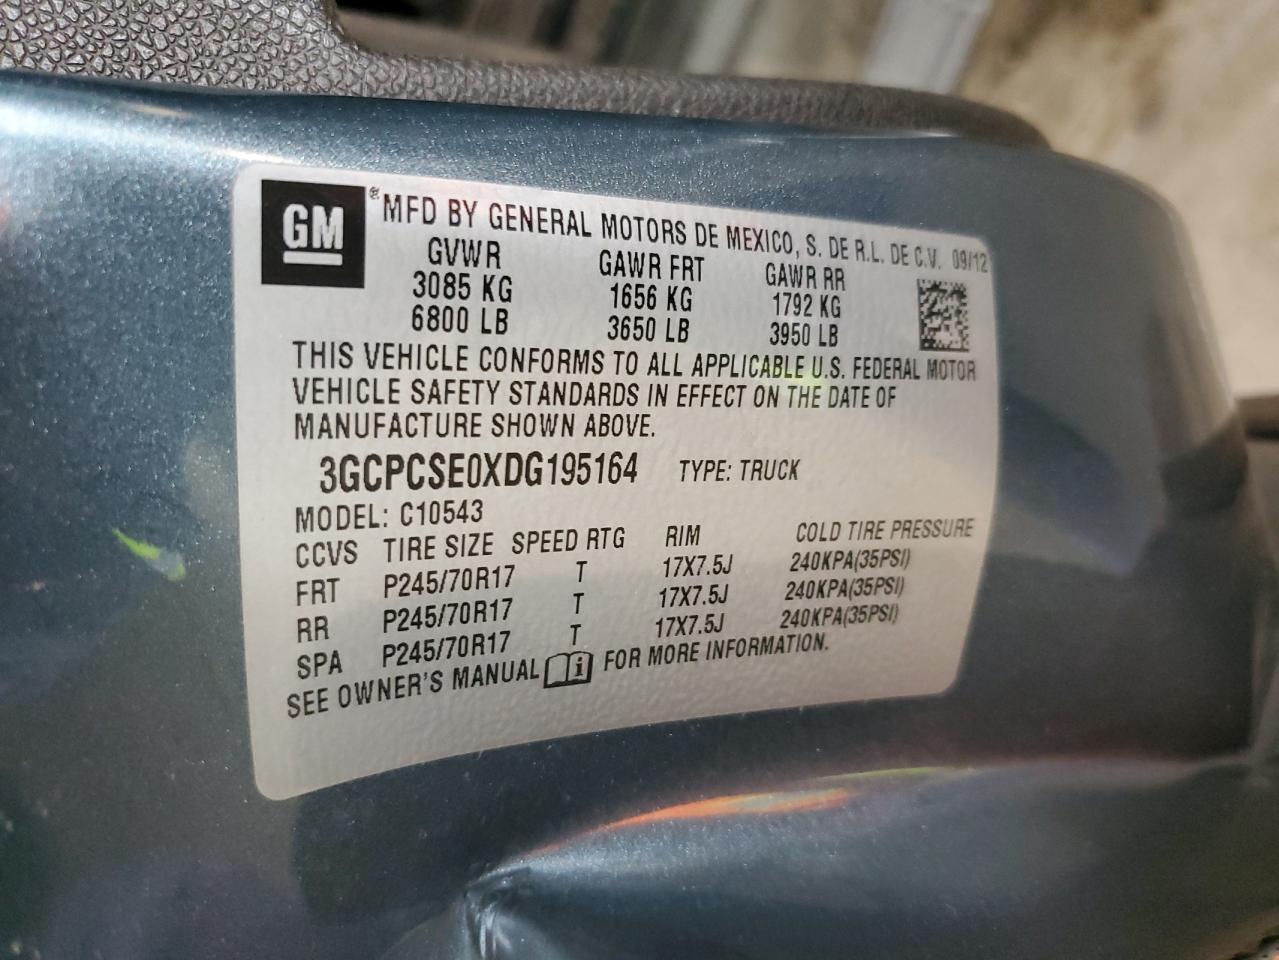 GM ® MFD BY GENERAL MOTORS DE MEXICO, S. DE R.L. DE C.V. 09/12
GVWR GAWR FRT GAWR RR
3085 KG 1656 KG 1792 KG
6800 LB 3650 LB 3950 LB
THIS VEHICLE CONFORMS TO ALL APPLICABLE U.S. FEDERAL MOTOR
VEHICLE SAFETY STANDARDS IN EFFECT ON THE DATE OF
MANUFACTURE SHOWN ABOVE.
3GCPCSE0XDG195164 TYPE: TRUCK
MODEL: C10543
CCVS TIRE SIZE SPEED RTG RIM COLD TIRE PRESSURE
FRT P245/70R17 T 17X7.5J 240KPA(35PSI)
RR P245/70R17 T 17X7.5J 240KPA(35PSI)
SPA P245/70R17 T 17X7.5J 240KPA(35PSI)
SEE OWNER'S MANUAL i FOR MORE INFORMATION.